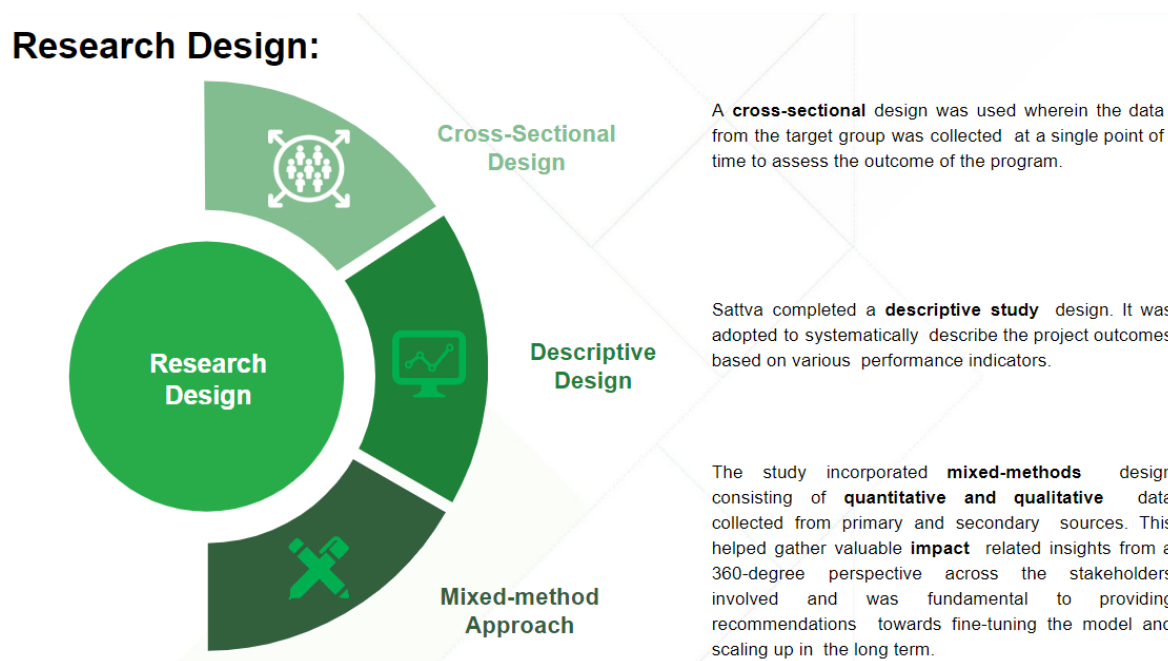 Research Design:
Cross-Sectional
Design
A cross-sectional design was used wherein the data
from the target group was collected at a single point of
time to assess the outcome of the program.
Research
Design
Descriptive
Design
Sattva completed a descriptive study design. It was
adopted to systematically describe the project outcomes
based on various performance indicators.
Mixed-method
Approach
The study incorporated mixed-methods design
consisting of quantitative and qualitative data
collected from primary and secondary sources. This
helped gather valuable impact related insights from a
360-degree perspective across the stakeholders
involved and was fundamental to providing
recommendations towards fine-tuning the model and
scaling up in the long term.